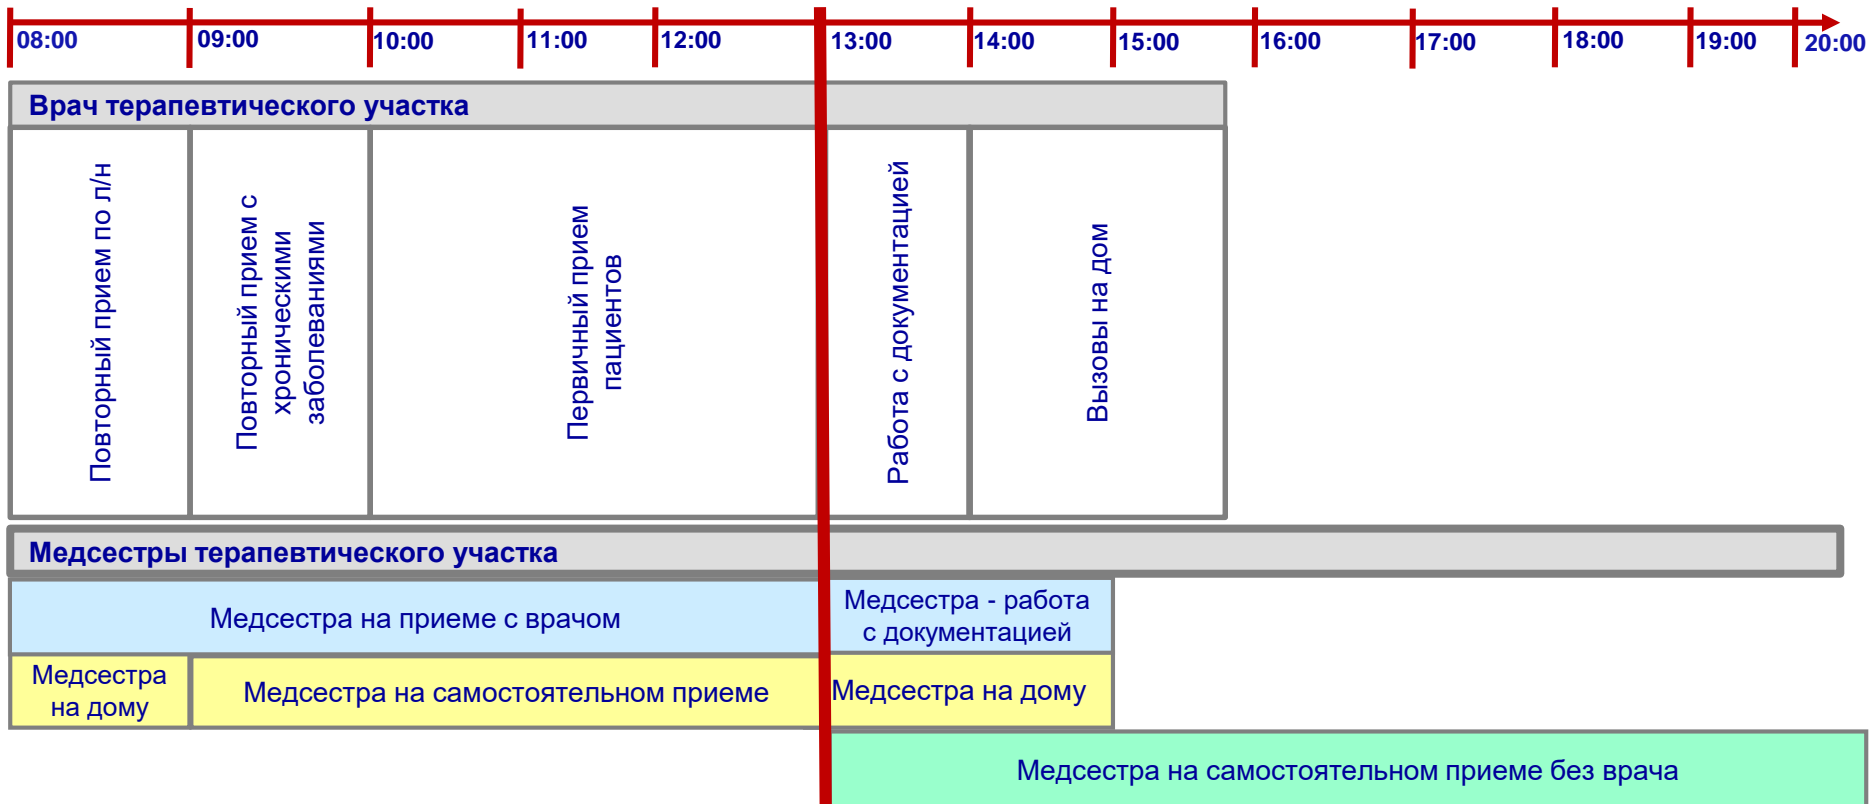 08:00 09:00 10:00 11:00 12:00 13:00 14:00 15:00 16:00 17:00 18:00 19:00 20:00
Врач терапевтического участка
Повторный прием по л/н
Повторный прием с
хроническими
заболеваниями
Первичный прием
пациентов
Работа с документацией
Вызовы на дом
Медсестры терапевтического участка
Медсестра на приеме с врачом
Медсестра - работа
с документацией
Медсестра
на дому
Медсестра на самостоятельном приеме
Медсестра на дому
Медсестра на самостоятельном приеме без врача